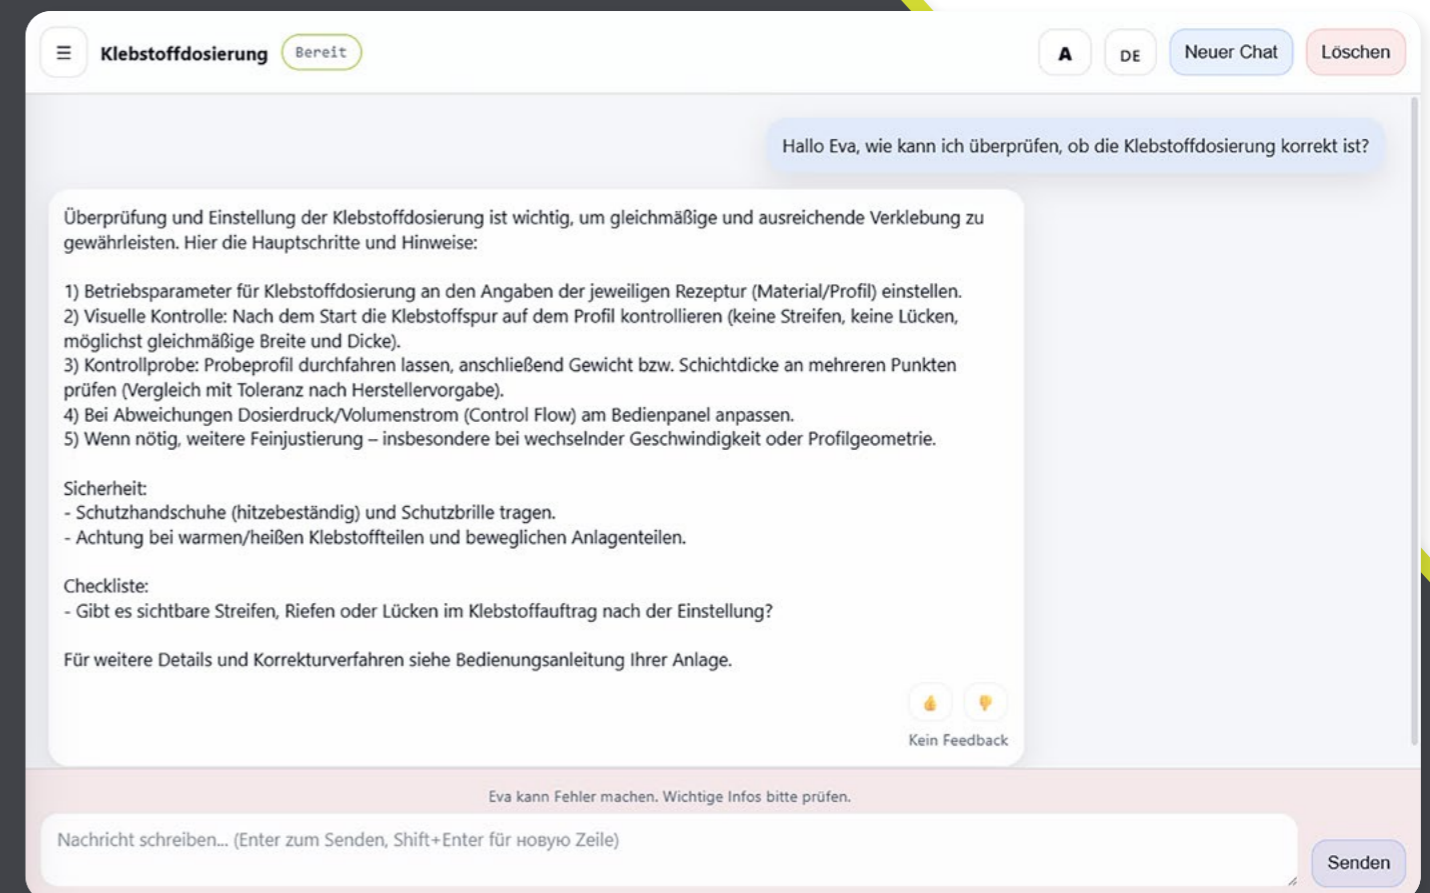 ☰ Klebstoffdosierung Bereit A DE Neuer Chat Löschen
Hallo Eva, wie kann ich überprüfen, ob die Klebstoffdosierung korrekt ist?
Überprüfung und Einstellung der Klebstoffdosierung ist wichtig, um gleichmäßige und ausreichende Verklebung zu
gewährleisten. Hier die Hauptschritte und Hinweise:
1) Betriebsparameter für Klebstoffdosierung an den Angaben der jeweiligen Rezeptur (Material/Profil) einstellen.
2) Visuelle Kontrolle: Nach dem Start die Klebstoffspur auf dem Profil kontrollieren (keine Streifen, keine Lücken,
möglichst gleichmäßige Breite und Dicke).
3) Kontrollprobe: Probeprofil durchfahren lassen, anschließend Gewicht bzw. Schichtdicke an mehreren Punkten
prüfen (Vergleich mit Toleranz nach Herstellervorgabe).
4) Bei Abweichungen Dosierdruck/Volumenstrom (Control Flow) am Bedienpanel anpassen.
5) Wenn nötig, weitere Feinjustierung – insbesondere bei wechselnder Geschwindigkeit oder Profilgeometrie.
Sicherheit:
- Schutzhandschuhe (hitzebeständig) und Schutzbrille tragen.
- Achtung bei warmen/heißen Klebstoffteilen und beweglichen Anlagenteilen.
Checkliste:
- Gibt es sichtbare Streifen, Riefen oder Lücken im Klebstoffauftrag nach der Einstellung?
Für weitere Details und Korrekturverfahren siehe Bedienungsanleitung Ihrer Anlage.
👍 👎
Kein Feedback
Eva kann Fehler machen. Wichtige Infos bitte prüfen.
Nachricht schreiben... (Enter zum Senden, Shift+Enter für новую Zeile)
Senden